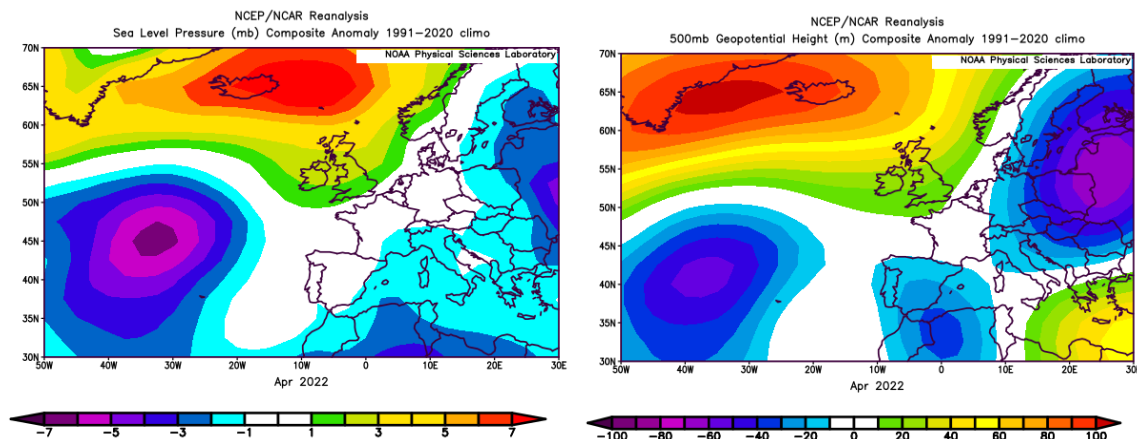 NCEP/NCAR Reanalysis
Sea Level Pressure (mb) Composite Anomaly 1991-2020 climo
NOAA Physical Sciences Laboratory
70N
65N
60N
55N
50N
45N
40N
35N
30N
50W 40W 30W 20W 10W 0 10E 20E 30E
Apr 2022
-7 -5 -3 -1 1 3 5 7
NCEP/NCAR Reanalysis
500mb Geopotential Height (m) Composite Anomaly 1991-2020 climo
NOAA Physical Sciences Laboratory
70N
65N
60N
55N
50N
45N
40N
35N
30N
50W 40W 30W 20W 10W 0 10E 20E 30E
Apr 2022
-100 -80 -60 -40 -20 0 20 40 60 80 100